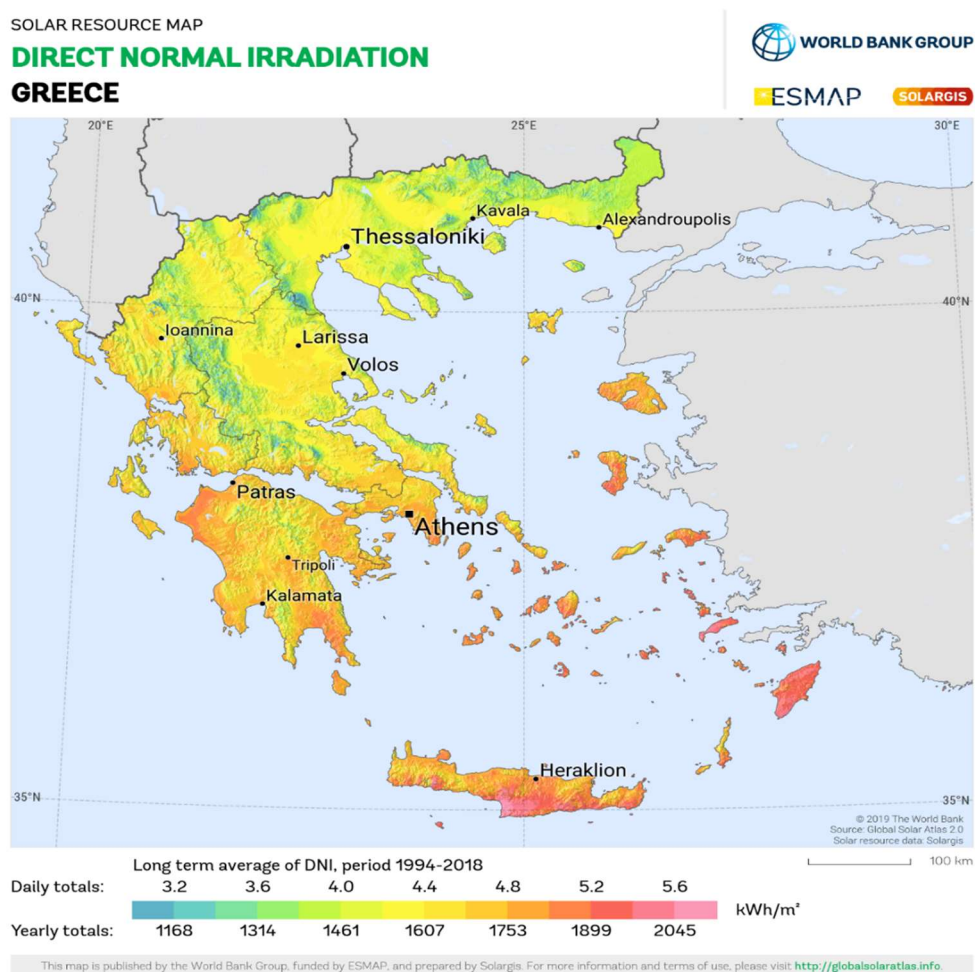 SOLAR RESOURCE MAP
DIRECT NORMAL IRRADIATION
GREECE
WORLD BANK GROUP
ESMAP
SOLARGIS
20°E
25°E
30°E
Kavala
Alexandroupolis
Thessaloniki
40°N
40°N
Ioannina
Larissa
Volos
Patras
Athens
Tripoli
Kalamata
Heraklion
35°N
35°N
© 2019 The World Bank
Source: Global Solar Atlas 2.0
Solar resource data: Solargis
Long term average of DNI, period 1994-2018
100 km
Daily totals: 3.2 3.6 4.0 4.4 4.8 5.2 5.6
kWh/m²
Yearly totals: 1168 1314 1461 1607 1753 1899 2045
This map is published by the World Bank Group, funded by ESMAP, and prepared by Solargis. For more information and terms of use, please visit http://globalsolaratlas.info.